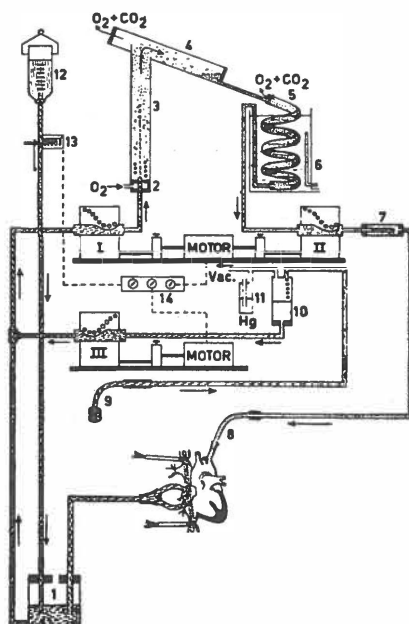 O2+CO2
4
12
O2+CO2
5
3
13
6
O2
2
7
I
MOTOR
II
Vac.
11
14
Hg
10
III
MOTOR
9
8
1